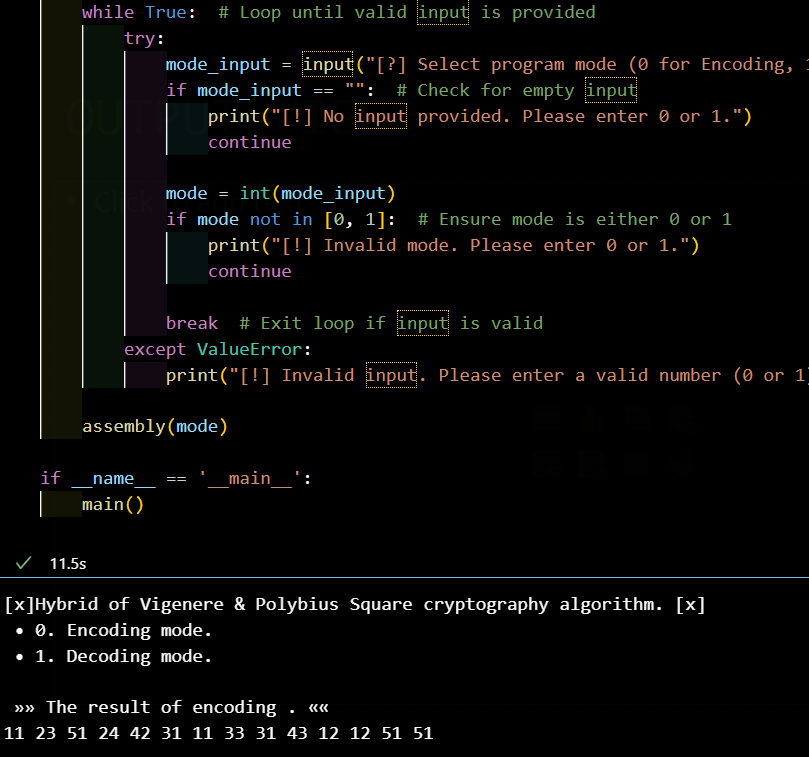 while True:  # Loop until valid input is provided
try:
mode_input = input("[?] Select program mode (0 for Encoding,
if mode_input == "":  # Check for empty input
print("[!] No input provided. Please enter 0 or 1.")
continue
mode = int(mode_input)
if mode not in [0, 1]:  # Ensure mode is either 0 or 1
print("[!] Invalid mode. Please enter 0 or 1.")
continue
break  # Exit loop if input is valid
except ValueError:
print("[!] Invalid input. Please enter a valid number (0 or 1
assembly(mode)
if __name__ == '__main__':
main()
✓ 11.5s
[x]Hybrid of Vigenere & Polybius Square cryptography algorithm. [x]
• 0. Encoding mode.
• 1. Decoding mode.
»» The result of encoding . ««
11 23 51 24 42 31 11 33 31 43 12 12 51 51